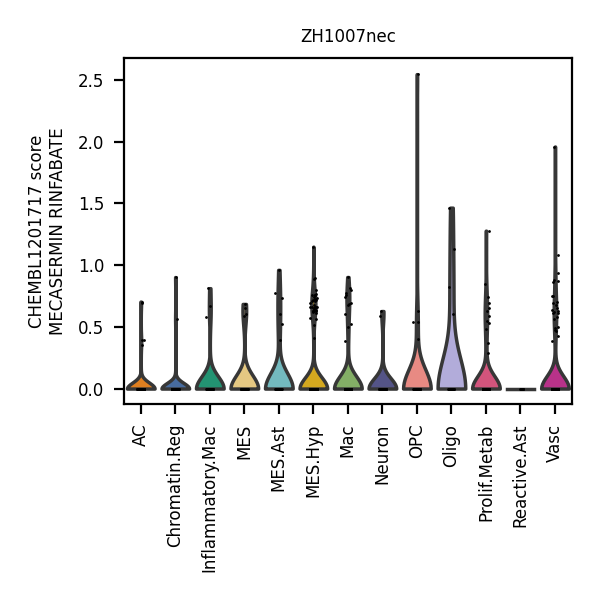 ZH1007nec
CHEMBL1201717 score
MECASERMIN RINFABATE
2.5
2.0
1.5
1.0
0.5
0.0
AC
Chromatin.Reg
Inflammatory.Mac
MES
MES.Ast
MES.Hyp
Mac
Neuron
OPC
Oligo
Prolif.Metab
Reactive.Ast
Vasc